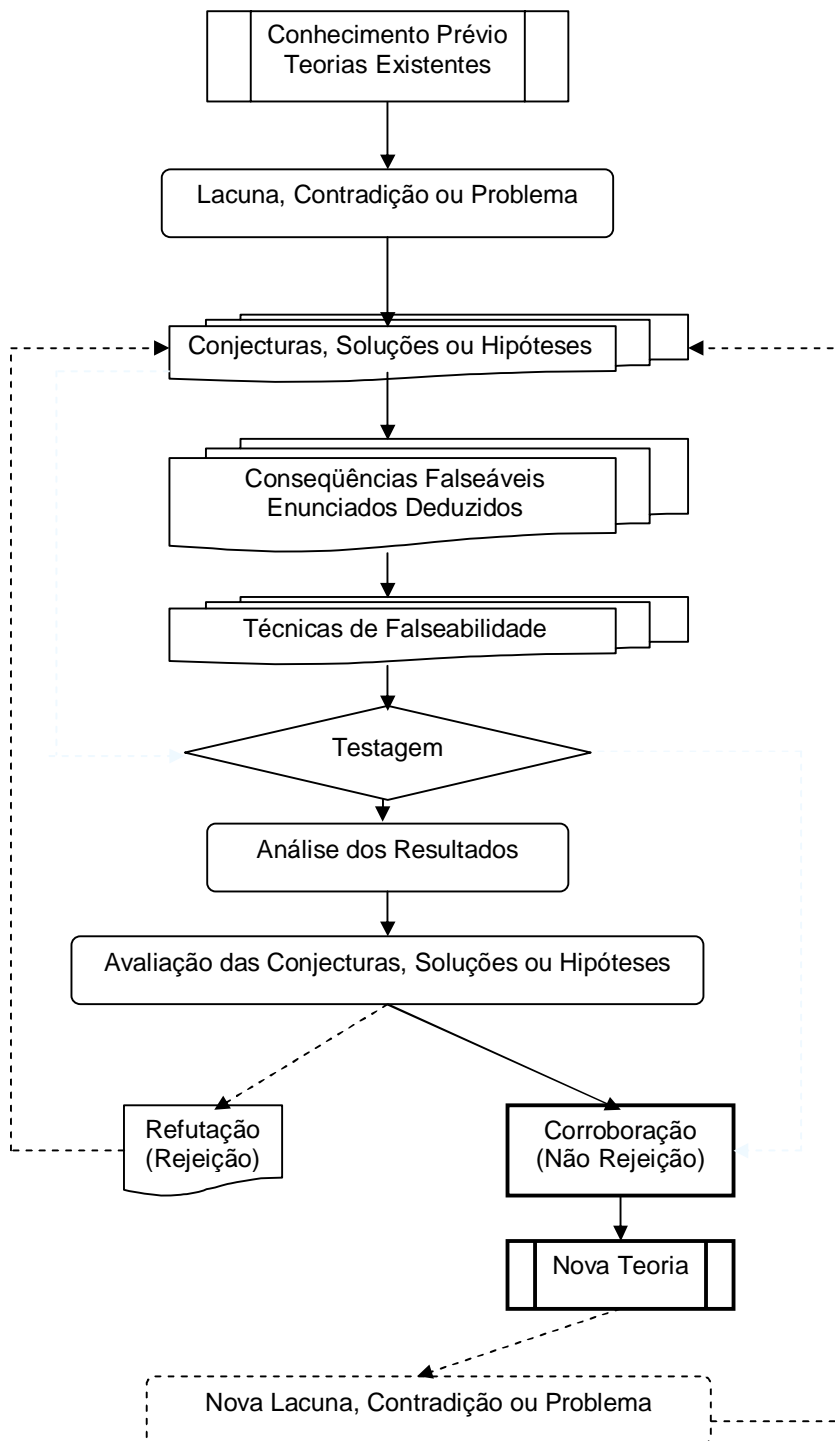 Conhecimento Prévio
Teorias Existentes
Lacuna, Contradição ou Problema
Conjecturas, Soluções ou Hipóteses
Conseqüências Falseáveis
Enunciados Deduzidos
Técnicas de Falseabilidade
Testagem
Análise dos Resultados
Avaliação das Conjecturas, Soluções ou Hipóteses
Refutação
(Rejeição)
Corroboração
(Não Rejeição)
Nova Teoria
Nova Lacuna, Contradição ou Problema